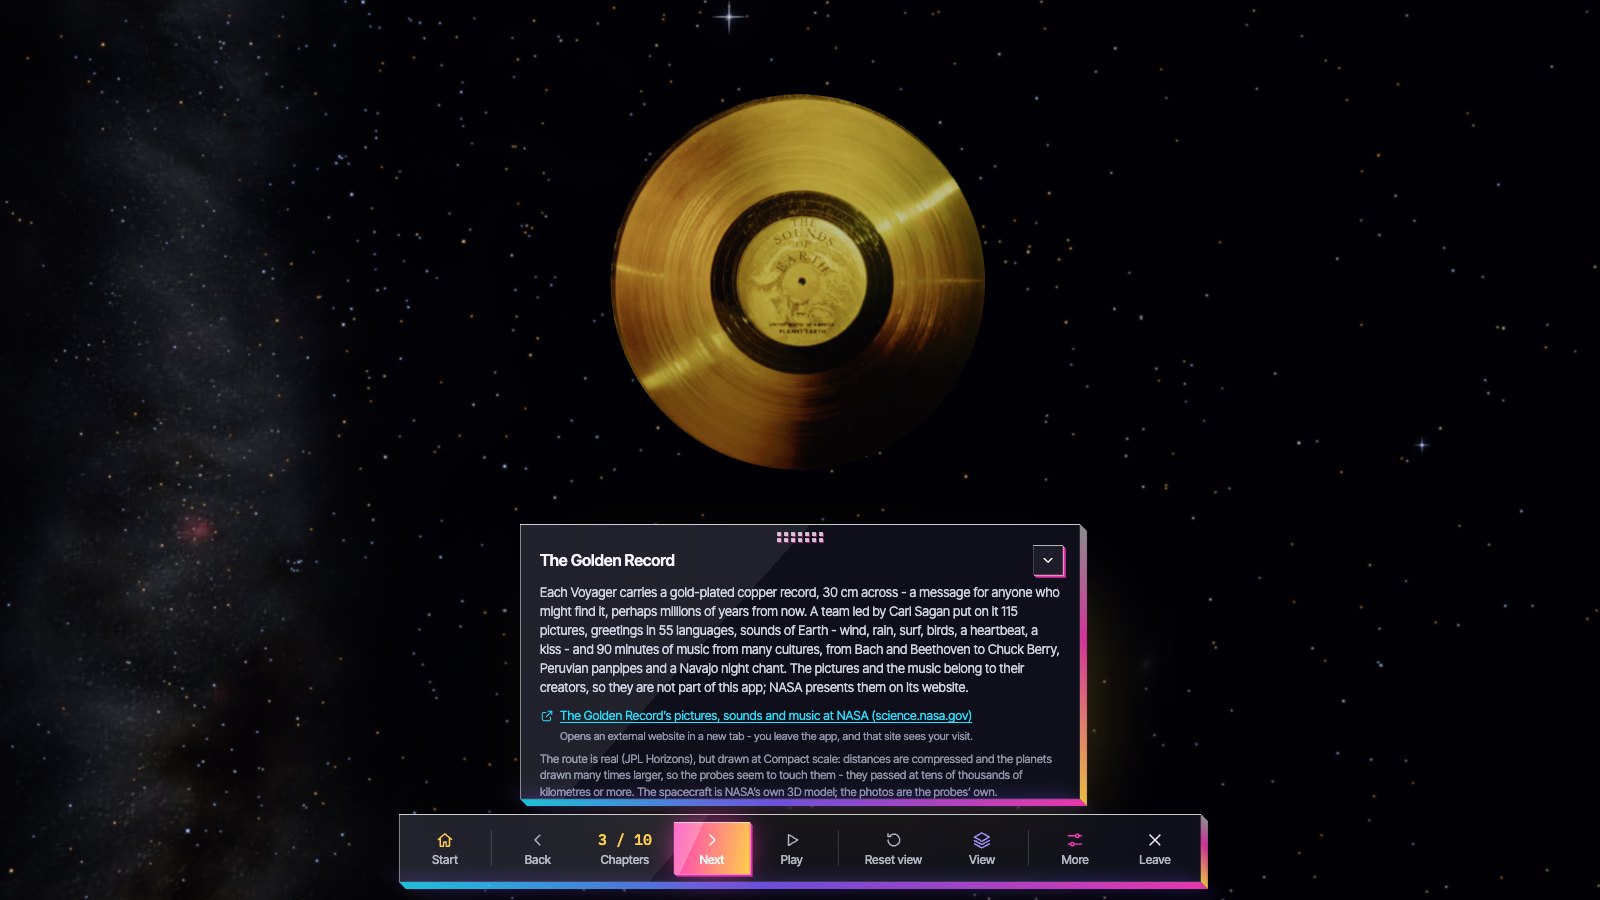 THE
SOUNDS
OF
EARTH
UNITED STATES OF AMERICA
PLANET EARTH
The Golden Record
Each Voyager carries a gold-plated copper record, 30 cm across - a message for anyone who
might find it, perhaps millions of years from now. A team led by Carl Sagan put on it 115
pictures, greetings in 55 languages, sounds of Earth - wind, rain, surf, birds, a heartbeat, a
kiss - and 90 minutes of music from many cultures, from Bach and Beethoven to Chuck Berry,
Peruvian panpipes and a Navajo night chant. The pictures and the music belong to their
creators, so they are not part of this app; NASA presents them on its website.
The Golden Record's pictures, sounds and music at NASA (science.nasa.gov)
Opens an external website in a new tab - you leave the app, and that site sees your visit.
The route is real (JPL Horizons), but drawn at Compact scale: distances are compressed and the planets
drawn many times larger, so the probes seem to touch them - they passed at tens of thousands of
kilometres or more. The spacecraft is NASA's own 3D model; the photos are the probes' own.
Start
Back
3 / 10
Chapters
Next
Play
Reset view
View
More
Leave